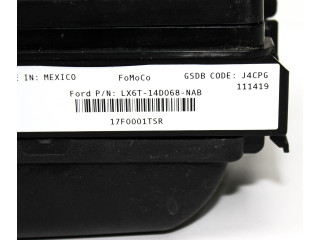 E IN: MEXICO FoMoCo GSDB CODE: J4CPG
111419
Ford P/N: LX6T-14D068-NAB
17F0001TSR